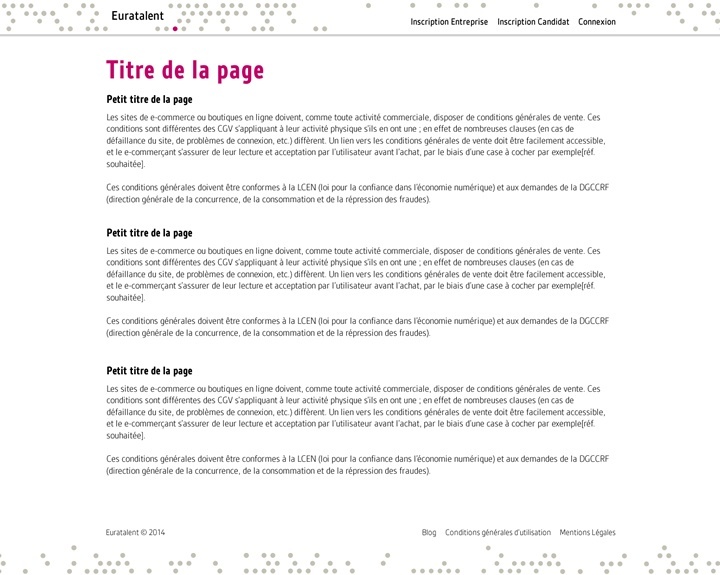 Euratalent
Inscription Entreprise Inscription Candidat Connexion
Titre de la page
Petit titre de la page
Les sites de e-commerce ou boutiques en ligne doivent, comme toute activité commerciale, disposer de conditions générales de vente. Ces
conditions sont différentes des CGV s'appliquant à leur activité physique s'ils en ont une ; en effet de nombreuses clauses (en cas de
défaillance du site, de problèmes de connexion, etc.) diffèrent. Un lien vers les conditions générales de vente doit être facilement accessible,
et le e-commerçant s'assurer de leur lecture et acceptation par l'utilisateur avant l'achat, par le biais d'une case à cocher par exemple[réf.
souhaitée].
Ces conditions générales doivent être conformes à la LCEN (loi pour la confiance dans l'économie numérique) et aux demandes de la DGCCRF
(direction générale de la concurrence, de la consommation et de la répression des fraudes).
Petit titre de la page
Les sites de e-commerce ou boutiques en ligne doivent, comme toute activité commerciale, disposer de conditions générales de vente. Ces
conditions sont différentes des CGV s'appliquant à leur activité physique s'ils en ont une ; en effet de nombreuses clauses (en cas de
défaillance du site, de problèmes de connexion, etc.) diffèrent. Un lien vers les conditions générales de vente doit être facilement accessible,
et le e-commerçant s'assurer de leur lecture et acceptation par l'utilisateur avant l'achat, par le biais d'une case à cocher par exemple[réf.
souhaitée].
Ces conditions générales doivent être conformes à la LCEN (loi pour la confiance dans l'économie numérique) et aux demandes de la DGCCRF
(direction générale de la concurrence, de la consommation et de la répression des fraudes).
Petit titre de la page
Les sites de e-commerce ou boutiques en ligne doivent, comme toute activité commerciale, disposer de conditions générales de vente. Ces
conditions sont différentes des CGV s'appliquant à leur activité physique s'ils en ont une ; en effet de nombreuses clauses (en cas de
défaillance du site, de problèmes de connexion, etc.) diffèrent. Un lien vers les conditions générales de vente doit être facilement accessible,
et le e-commerçant s'assurer de leur lecture et acceptation par l'utilisateur avant l'achat, par le biais d'une case à cocher par exemple[réf.
souhaitée].
Ces conditions générales doivent être conformes à la LCEN (loi pour la confiance dans l'économie numérique) et aux demandes de la DGCCRF
(direction générale de la concurrence, de la consommation et de la répression des fraudes).
Euratalent © 2014
Blog Conditions générales d'utilisation Mentions Légales